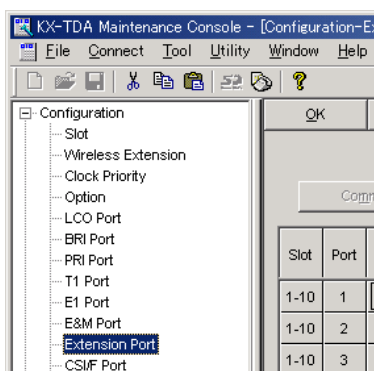 KX-TDA Maintenance Console - [Configuration-E
File Connect Tool Utility Window Help
Configuration
Slot
Wireless Extension
Clock Priority
Option
LCO Port
BRI Port
PRI Port
T1 Port
E1 Port
E&M Port
Extension Port
CSI/F Port
OK
Com
Slot Port
1-10 1
1-10 2
1-10 3